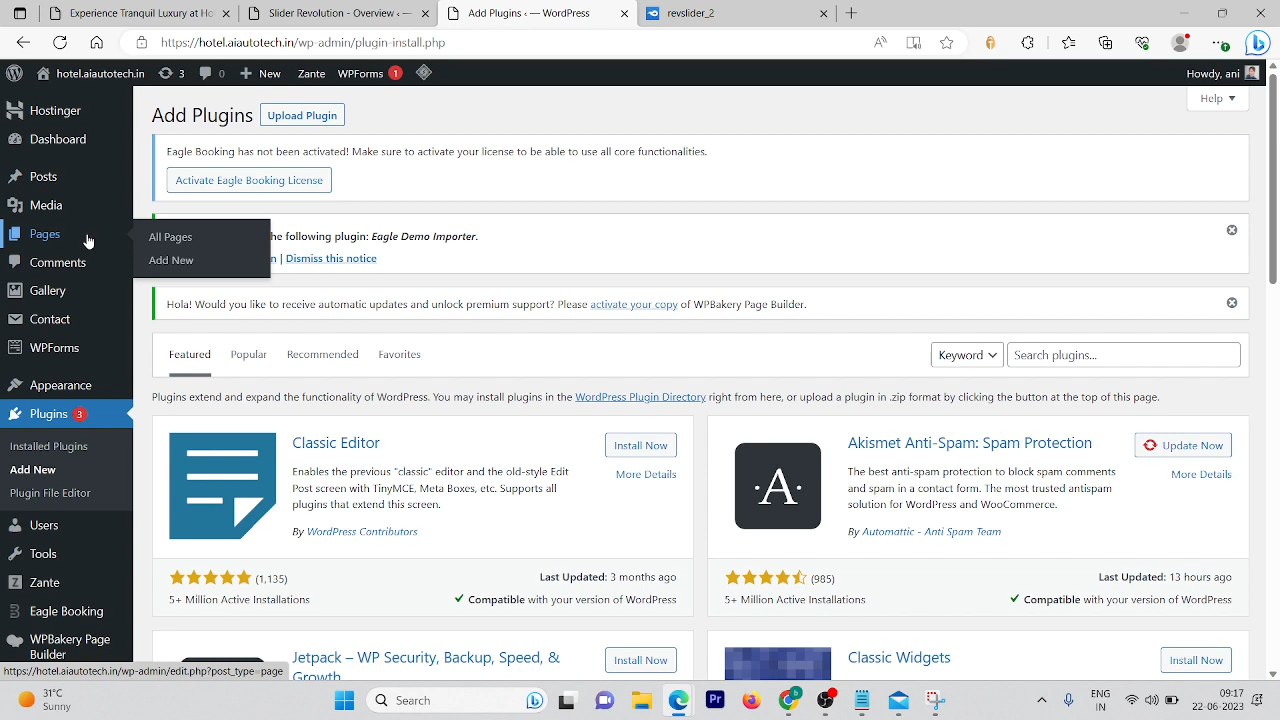 Experience Tranquil Luxury at Ho
Slider Revolution - Overview ‹ —
Add Plugins ‹ — WordPress
revslider_2
https://hotel.aiautotech.in/wp-admin/plugin-install.php
hotel.aiautotech.in
3
0
New
Zante
WPForms 1
Howdy, ani
Hostinger
Dashboard
Posts
Media
Pages
Comments
Gallery
Contact
WPForms
Appearance
Plugins 3
Installed Plugins
Add New
Plugin File Editor
Users
Tools
Zante
Eagle Booking
WPBakery Page
Builder
All Pages
Add New
Add Plugins
Upload Plugin
Help
Eagle Booking has not been activated! Make sure to activate your license to be able to use all core functionalities.
Activate Eagle Booking License
he following plugin: Eagle Demo Importer.
n | Dismiss this notice
Hola! Would you like to receive automatic updates and unlock premium support? Please activate your copy of WPBakery Page Builder.
Featured
Popular
Recommended
Favorites
Keyword
Search plugins...
Plugins extend and expand the functionality of WordPress. You may install plugins in the WordPress Plugin Directory right from here, or upload a plugin in .zip format by clicking the button at the top of this page.
Classic Editor
Install Now
More Details
Enables the previous "classic" editor and the old-style Edit
Post screen with TinyMCE, Meta Boxes, etc. Supports all
plugins that extend this screen.
By WordPress Contributors
(1,135)
Last Updated: 3 months ago
5+ Million Active Installations
Compatible with your version of WordPress
·A·
Akismet Anti-Spam: Spam Protection
Update Now
More Details
The best anti-spam protection to block spam comments
and spam in a contact form. The most trusted antispam
solution for WordPress and WooCommerce.
By Automattic - Anti Spam Team
(985)
Last Updated: 13 hours ago
5+ Million Active Installations
Compatible with your version of WordPress
Jetpack – WP Security, Backup, Speed, &
Growth
Install Now
Classic Widgets
Install Now
https://hotel.aiautotech.in/wp-admin/edit.php?post_type=page
31°C
Sunny
Search
Pr
b
ENG
IN
09:17
22-06-2023